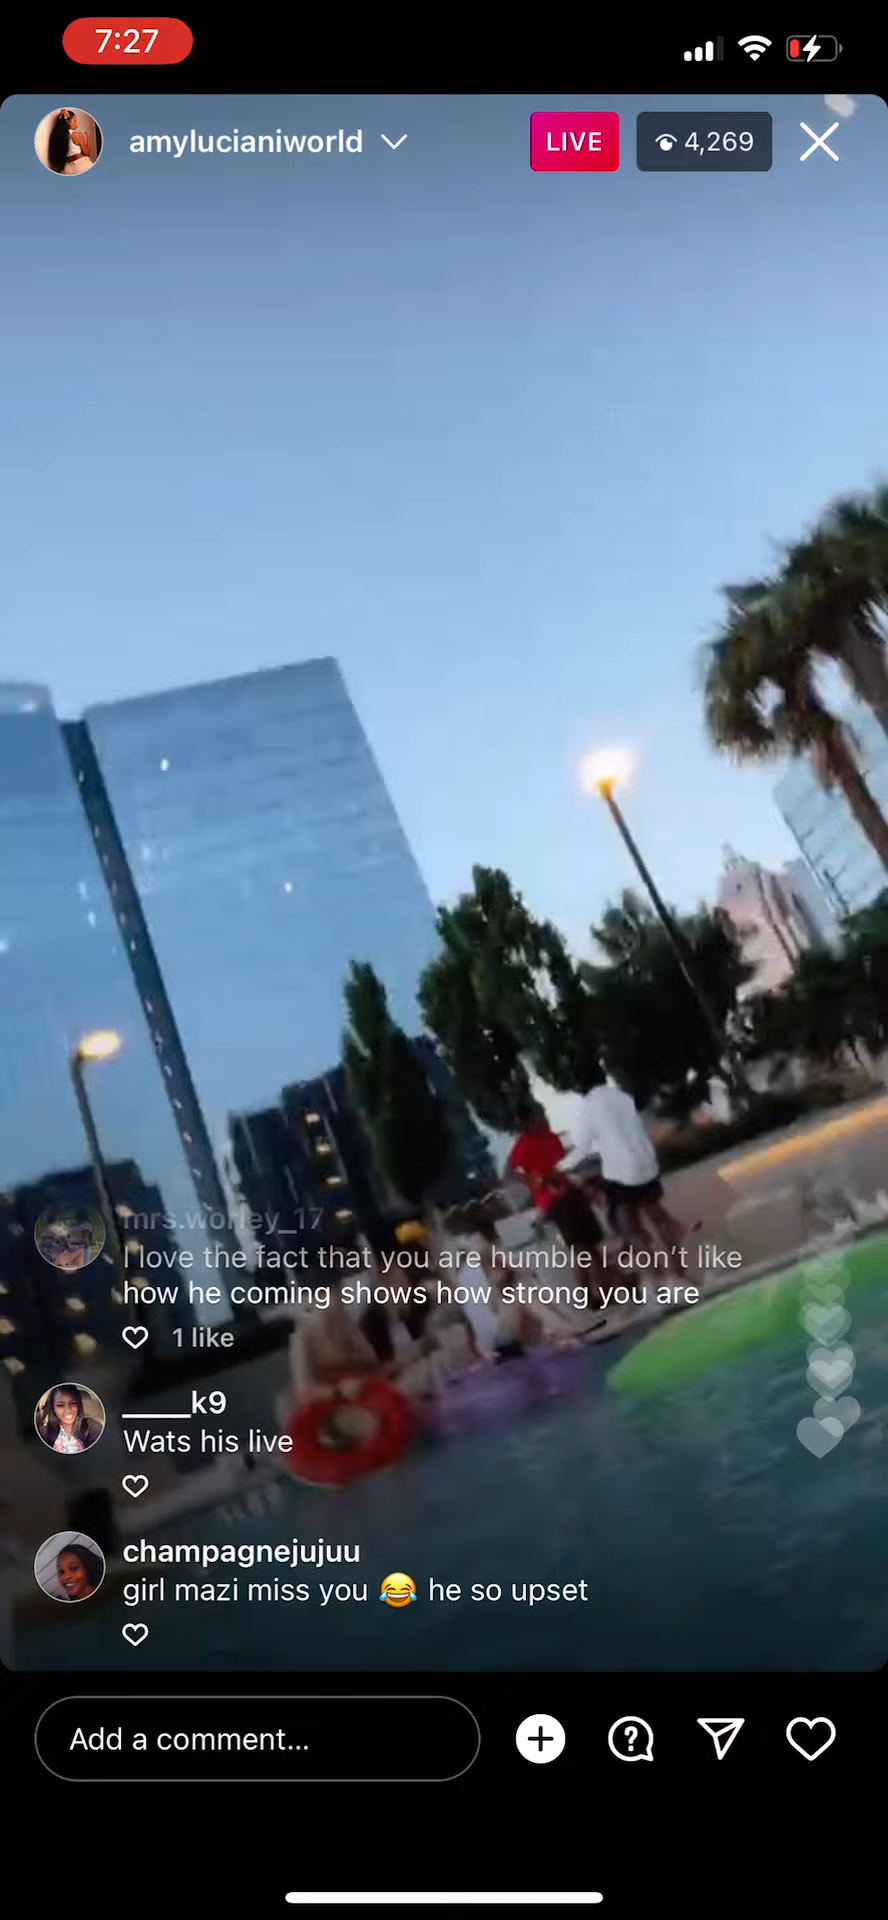 7:27
amylucianiworld
LIVE
4,269
mrs.worley_17
I love the fact that you are humble I don’t like
how he coming shows how strong you are
1 like
_____k9
Wats his live
champagnejujuu
girl mazi miss you 😂 he so upset
Add a comment...